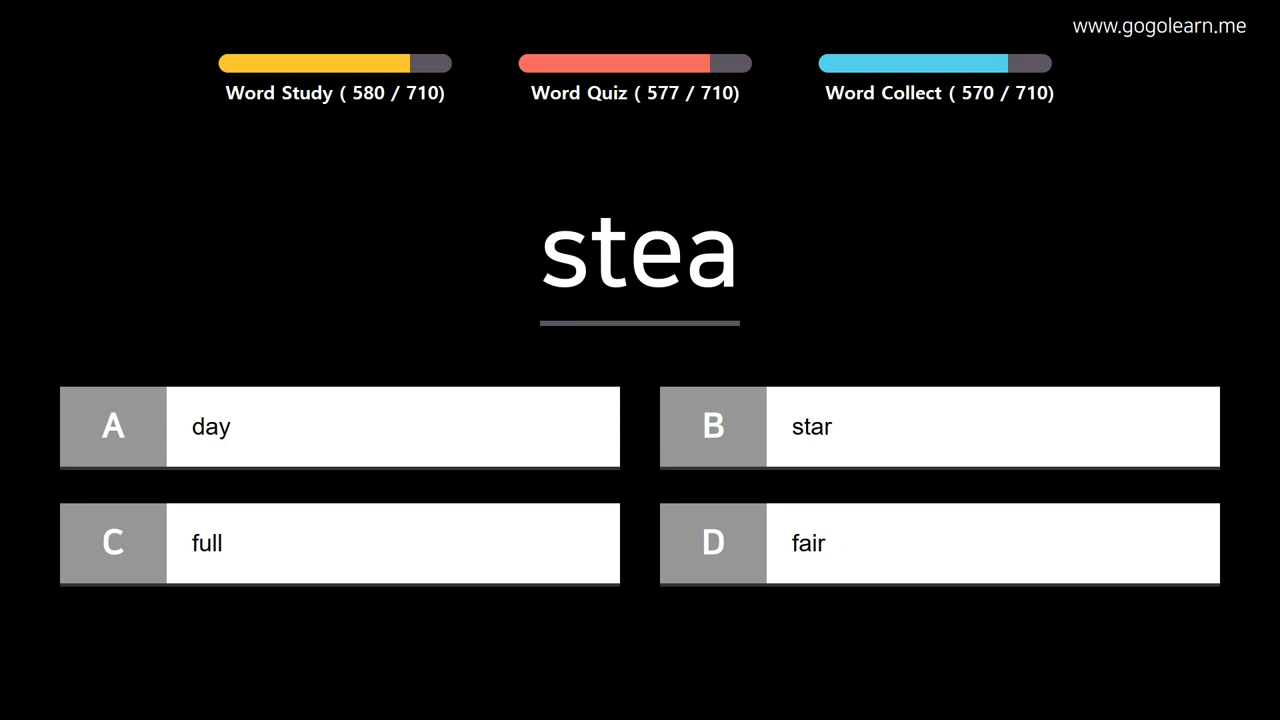 www.gogolearn.me
Word Study ( 580 / 710)
Word Quiz ( 577 / 710)
Word Collect ( 570 / 710)
stea
A day
B star
C full
D fair